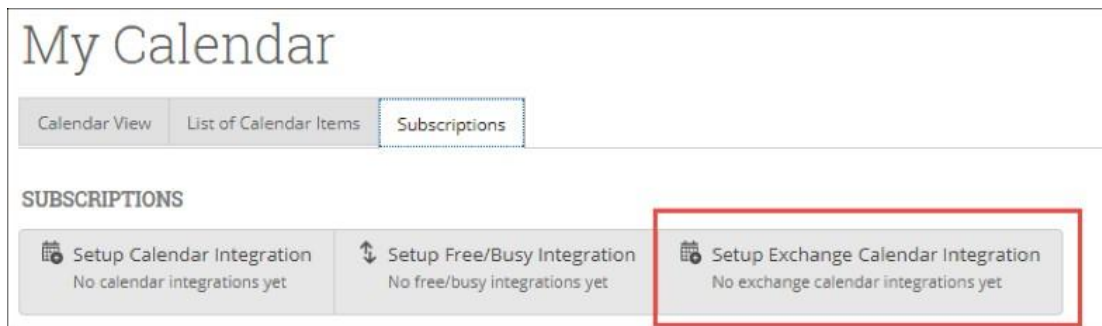 My Calendar
Calendar View List of Calendar Items Subscriptions
SUBSCRIPTIONS
Setup Calendar Integration Setup Free/Busy Integration Setup Exchange Calendar Integration
No calendar integrations yet No free/busy integrations yet No exchange calendar integrations yet